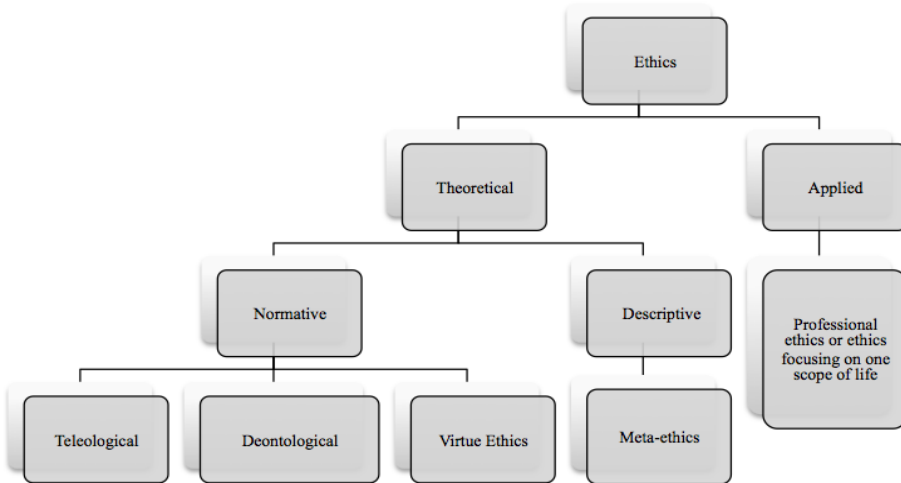 Ethics
Theoretical
Applied
Normative
Descriptive
Professional
ethics or ethics
focusing on one
scope of life
Teleological
Deontological
Virtue Ethics
Meta-ethics